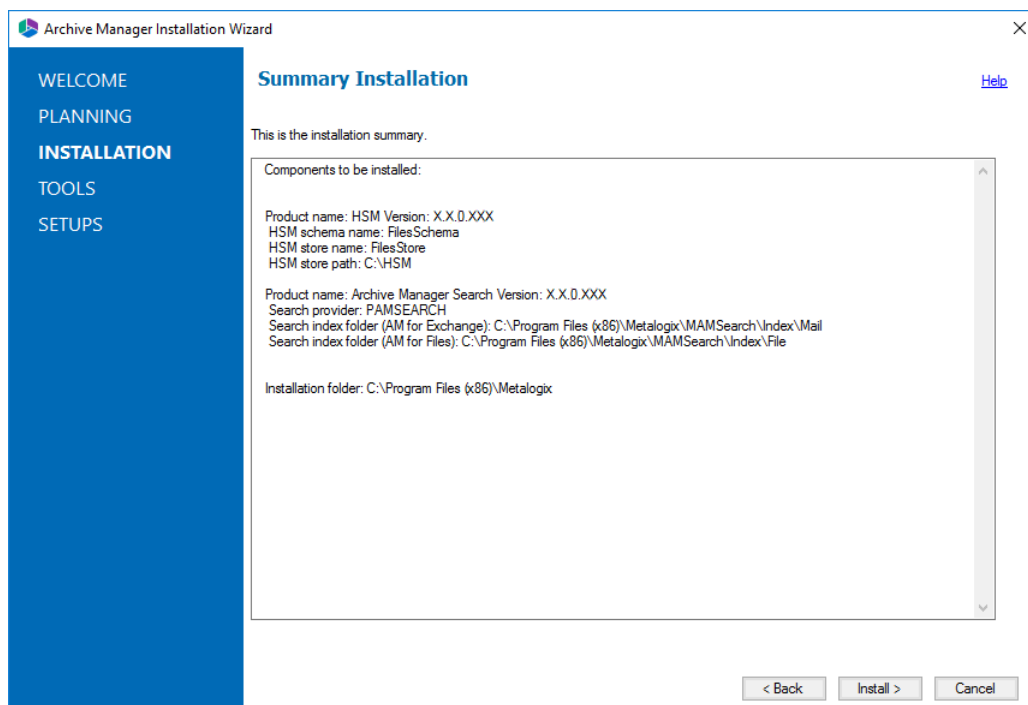 Archive Manager Installation Wizard
WELCOME
PLANNING
INSTALLATION
TOOLS
SETUPS
Summary Installation
Help
This is the installation summary.
Components to be installed:
Product name: HSM Version: X.X.0.XXX
HSM schema name: FilesSchema
HSM store name: FilesStore
HSM store path: C:\HSM
Product name: Archive Manager Search Version: X.X.0.XXX
Search provider: PAMSEARCH
Search index folder (AM for Exchange): C:\Program Files (x86)\Metalogix\MAMSearch\Index\Mail
Search index folder (AM for Files): C:\Program Files (x86)\Metalogix\MAMSearch\Index\File
Installation folder: C:\Program Files (x86)\Metalogix
< Back
Install >
Cancel